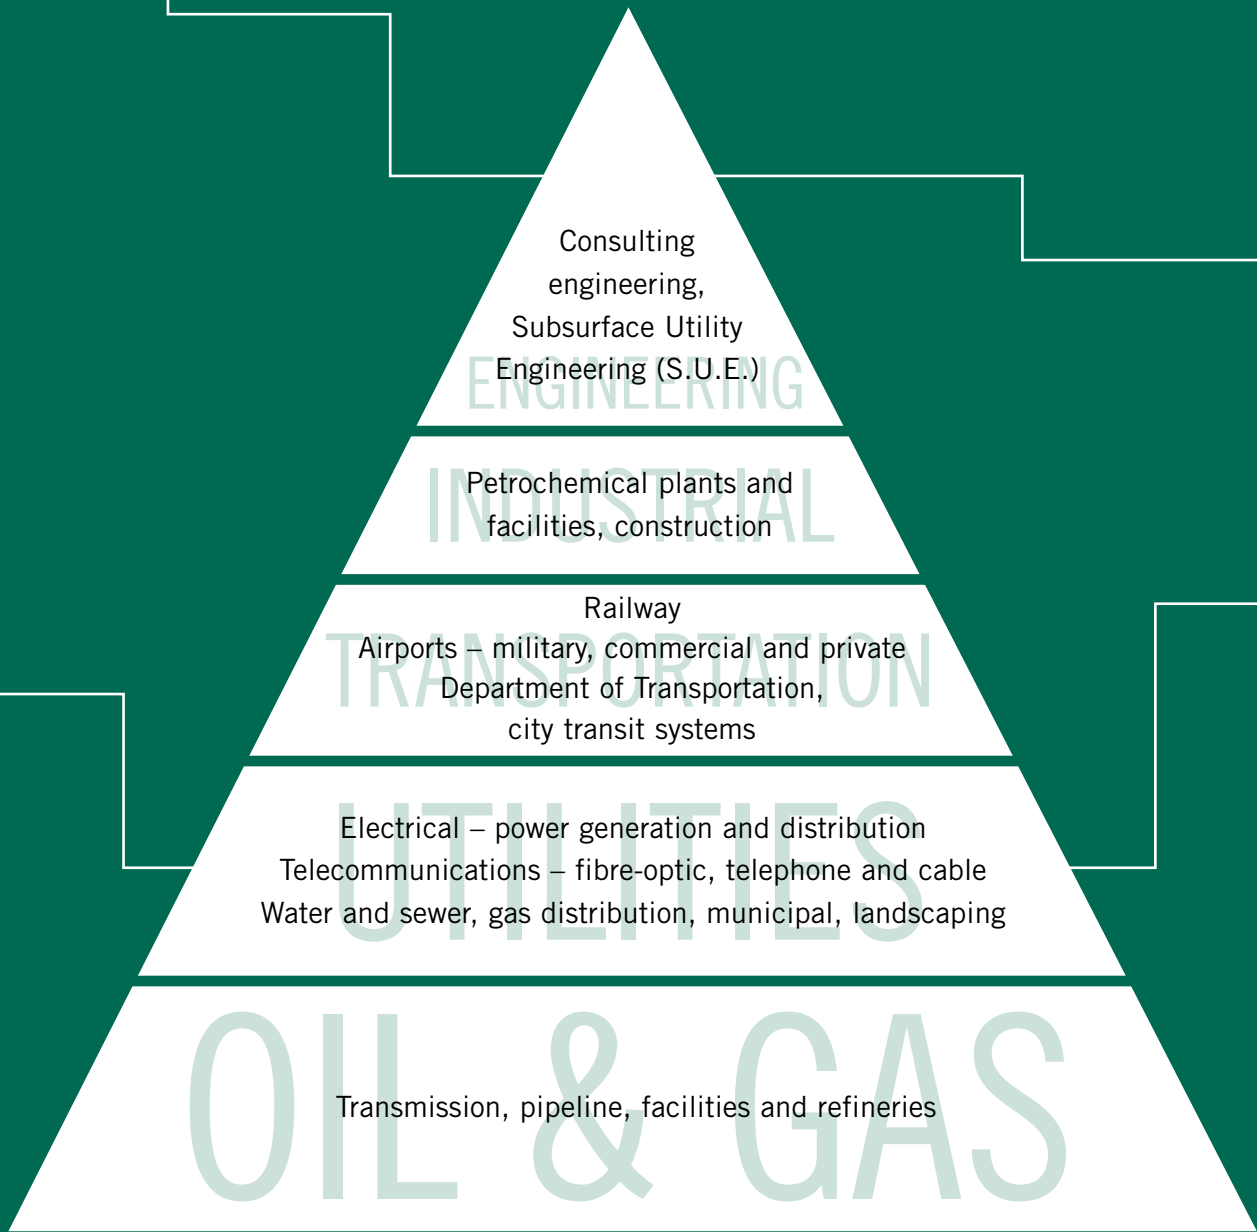 Consulting
engineering,
Subsurface Utility
Engineering (S.U.E.)
ENGINEERING
INDUSTRIAL
Petrochemical plants and
facilities, construction
Railway
TRANSPORTATION
Airports – military, commercial and private
Department of Transportation,
city transit systems
UTILITIES
Electrical – power generation and distribution
Telecommunications – fibre-optic, telephone and cable
Water and sewer, gas distribution, municipal, landscaping
OIL & GAS
Transmission, pipeline, facilities and refineries